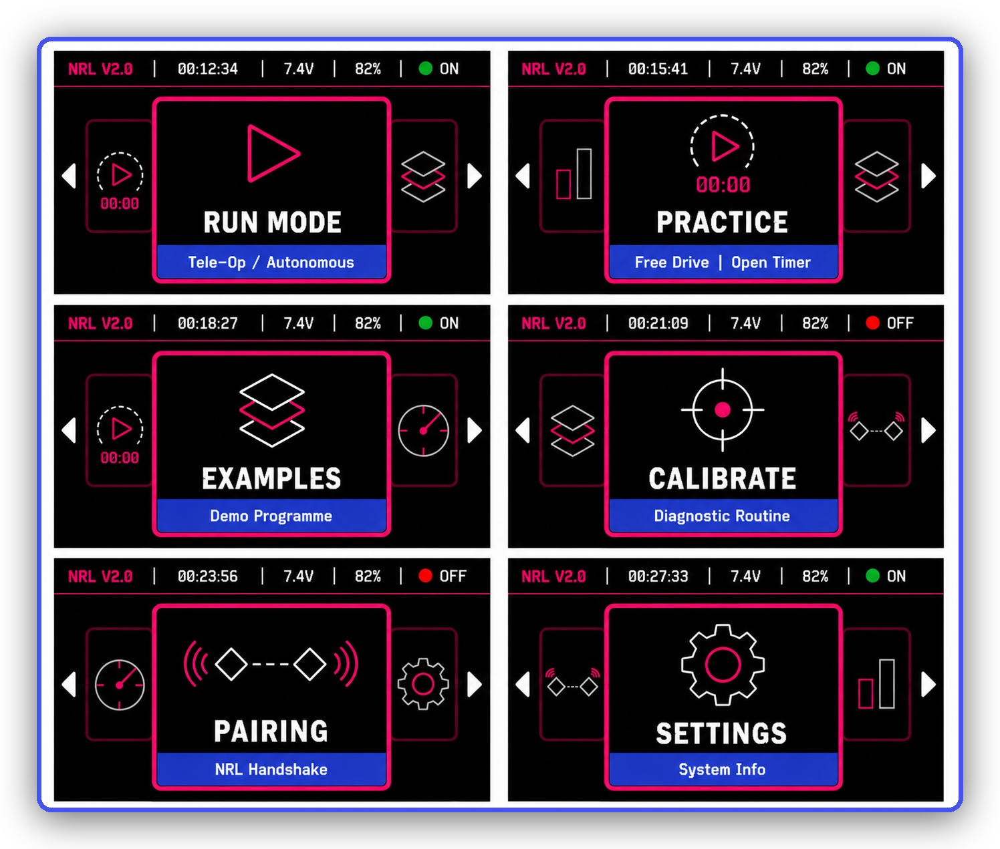 NRL V2.0 | 00:12:34 | 7.4V | 82% | ON
00:00
RUN MODE
Tele-Op / Autonomous
NRL V2.0 | 00:15:41 | 7.4V | 82% | ON
00:00
PRACTICE
Free Drive | Open Timer
NRL V2.0 | 00:18:27 | 7.4V | 82% | ON
00:00
EXAMPLES
Demo Programme
NRL V2.0 | 00:21:09 | 7.4V | 82% | OFF
CALIBRATE
Diagnostic Routine
NRL V2.0 | 00:23:56 | 7.4V | 82% | OFF
PAIRING
NRL Handshake
NRL V2.0 | 00:27:33 | 7.4V | 82% | ON
SETTINGS
System Info